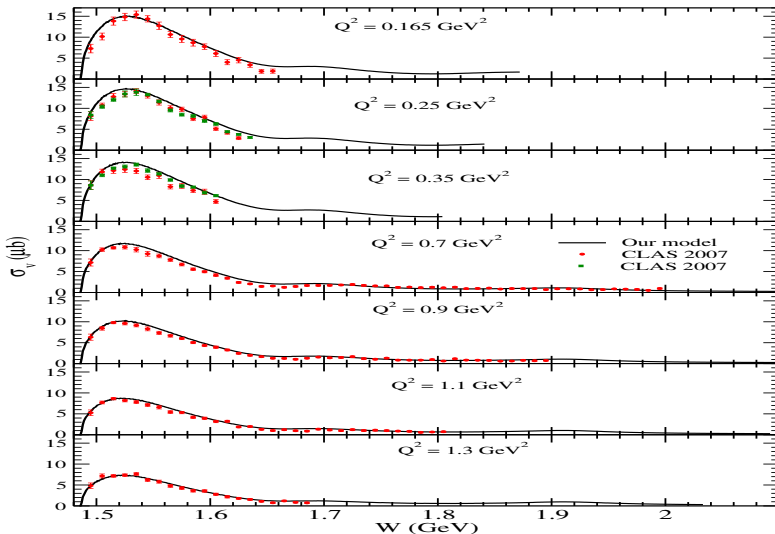 15
10
5
0
Q² = 0.165 GeV²
15
10
5
0
Q² = 0.25 GeV²
15
10
5
0
Q² = 0.35 GeV²
15
10
5
0
Q² = 0.7 GeV²
Our model
CLAS 2007
CLAS 2007
σᵥ (μb)
15
10
5
0
Q² = 0.9 GeV²
15
10
5
0
Q² = 1.1 GeV²
15
10
5
0
Q² = 1.3 GeV²
1.5 1.6 1.7 1.8 1.9 2
W (GeV)